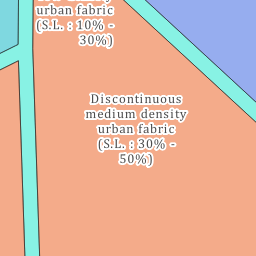 urban fabric
(S.L. : 10% -
30%)
Discontinuous
medium density
urban fabric
(S.L. : 30% -
50%)